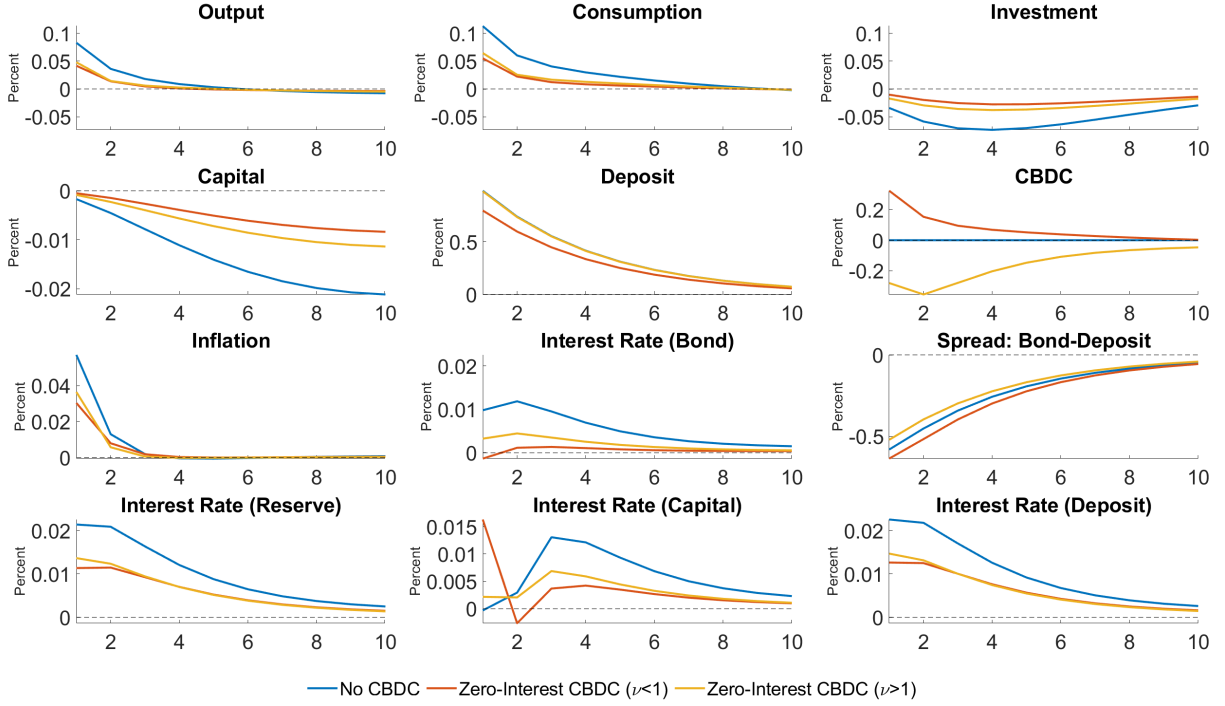 Output
Percent
0.1
0.05
0
-0.05
2 4 6 8 10
Consumption
Percent
0.1
0.05
0
-0.05
2 4 6 8 10
Investment
Percent
0.1
0.05
0
-0.05
2 4 6 8 10
Capital
Percent
0
-0.01
-0.02
2 4 6 8 10
Deposit
Percent
0.5
0
2 4 6 8 10
CBDC
Percent
0.2
0
-0.2
2 4 6 8 10
Inflation
Percent
0.04
0.02
0
2 4 6 8 10
Interest Rate (Bond)
Percent
0.02
0.01
0
2 4 6 8 10
Spread: Bond-Deposit
Percent
0
-0.5
2 4 6 8 10
Interest Rate (Reserve)
Percent
0.02
0.01
0
2 4 6 8 10
Interest Rate (Capital)
Percent
0.015
0.01
0.005
0
2 4 6 8 10
Interest Rate (Deposit)
Percent
0.02
0.01
0
2 4 6 8 10
No CBDC
Zero-Interest CBDC (ν<1)
Zero-Interest CBDC (ν>1)